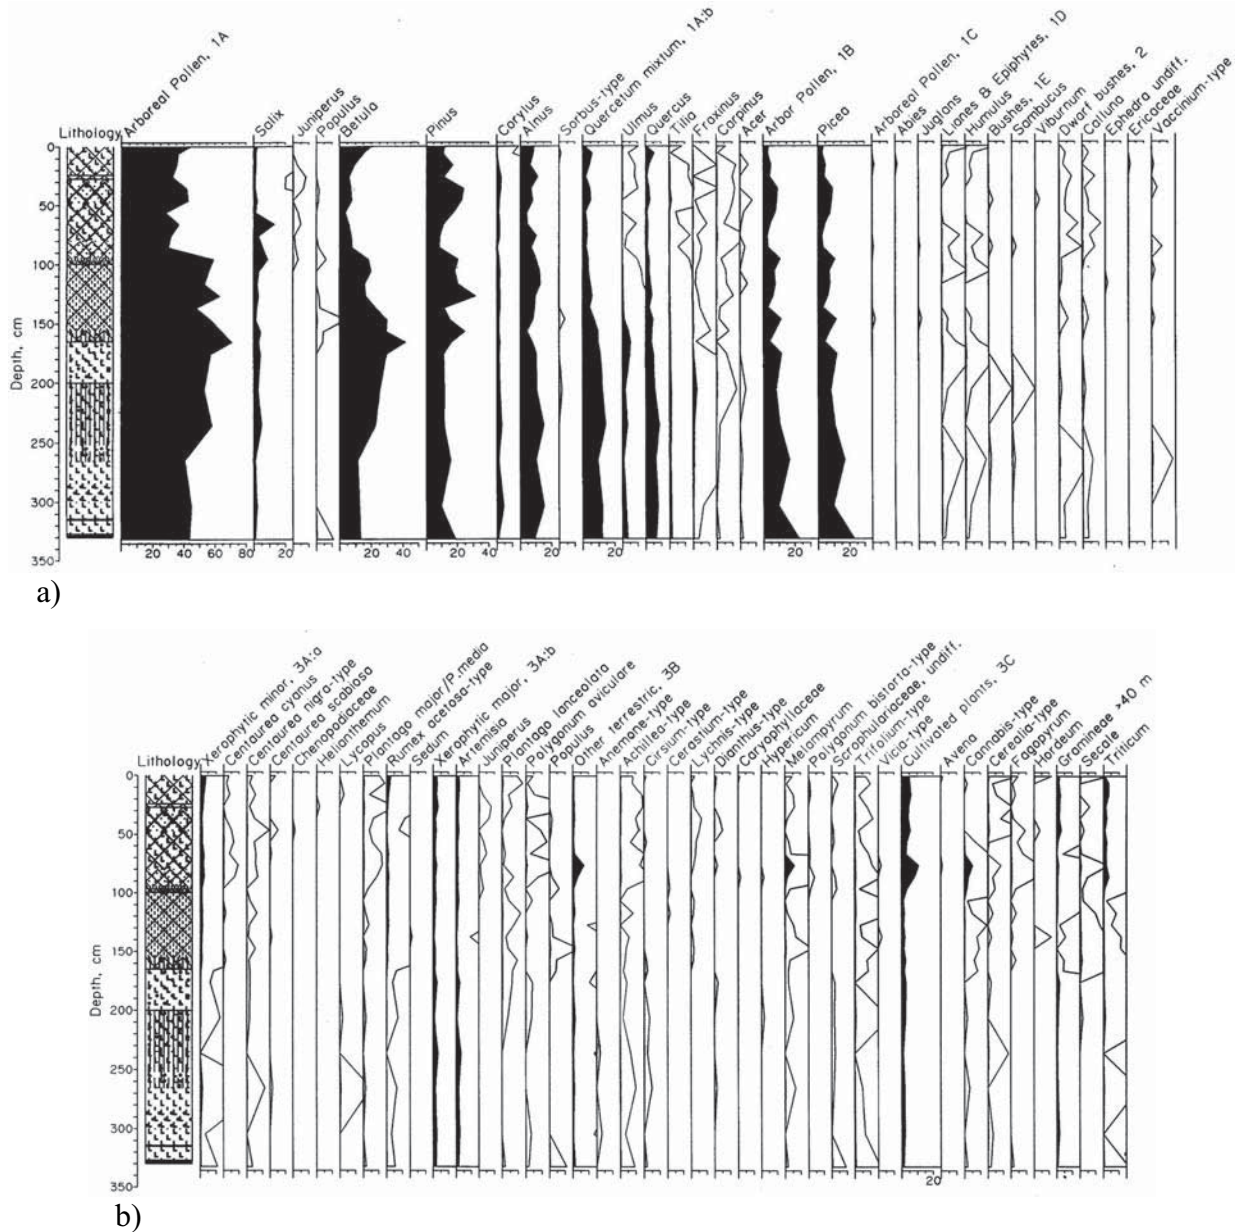 Lithology
Arboreal Pollen, 1A
Salix
Juniperus
Populus
Betula
Pinus
Corylus
Alnus
Sorbus-type
Quercetum mixtum, 1A:b
Ulmus
Quercus
Tilia
Froxinus
Carpinus
Acer
Arbor Pollen, 1B
Picea
Arboreal Pollen, 1C
Abies
Juglans
Lianes & Epiphytes, 1D
Humulus
Bushes, 1E
Sambucus
Viburnum
Dwarf bushes, 2
Calluna
Ephedra undiff.
Ericaceae
Vaccinium-type
Depth, cm
0
50
100
150
200
250
300
350
20 40 60 80 20 20 40 20 40 20 20 20
a)
Lithology
Xerophytic minor, 3A:a
Centaurea cyanus
Centaurea nigra-type
Centaurea scabiosa
Chenopodiaceae
Helianthemum
Lycopus
Plantago major/P.media
Rumex acetosa-type
Sedum
Xerophytic major, 3A:b
Artemisia
Juniperus
Plantago lanceolata
Polygonum aviculare
Populus
Other terrestric, 3B
Anemone-type
Achillea-type
Cirsium-type
Cerastium-type
Lychnis-type
Dianthus-type
Caryophyllaceae
Hypericum
Melampyrum
Polygonum bistorta-type
Scrophulariaceae, undiff.
Trifolium-type
Vicia-type
Cultivated plants, 3C
Avena
Cannabis-type
Cerealia-type
Fagopyrum
Hordeum
Gramineae >40 m
Secale
Triticum
Depth, cm
0
50
100
150
200
250
300
350
20
b)